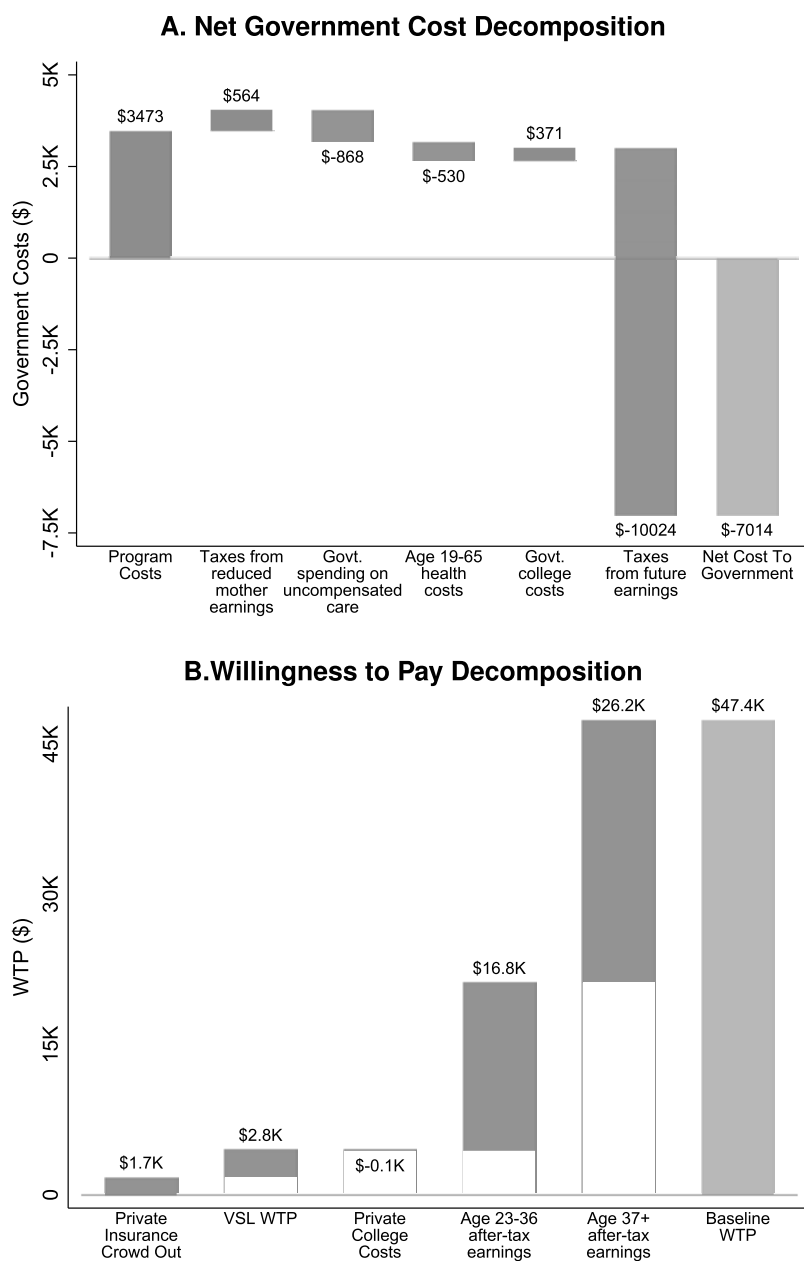 A. Net Government Cost Decomposition
Government Costs ($)
5K
2.5K
0
-2.5K
-5K
-7.5K
$3473
$564
$-868
$-530
$371
$-10024
$-7014
Program
Costs
Taxes from
reduced
mother
earnings
Govt.
spending on
uncompensated
care
Age 19-65
health
costs
Govt.
college
costs
Taxes
from future
earnings
Net Cost To
Government
B.Willingness to Pay Decomposition
WTP ($)
45K
30K
15K
0
$1.7K
$2.8K
$-0.1K
$16.8K
$26.2K
$47.4K
Private
Insurance
Crowd Out
VSL WTP
Private
College
Costs
Age 23-36
after-tax
earnings
Age 37+
after-tax
earnings
Baseline
WTP